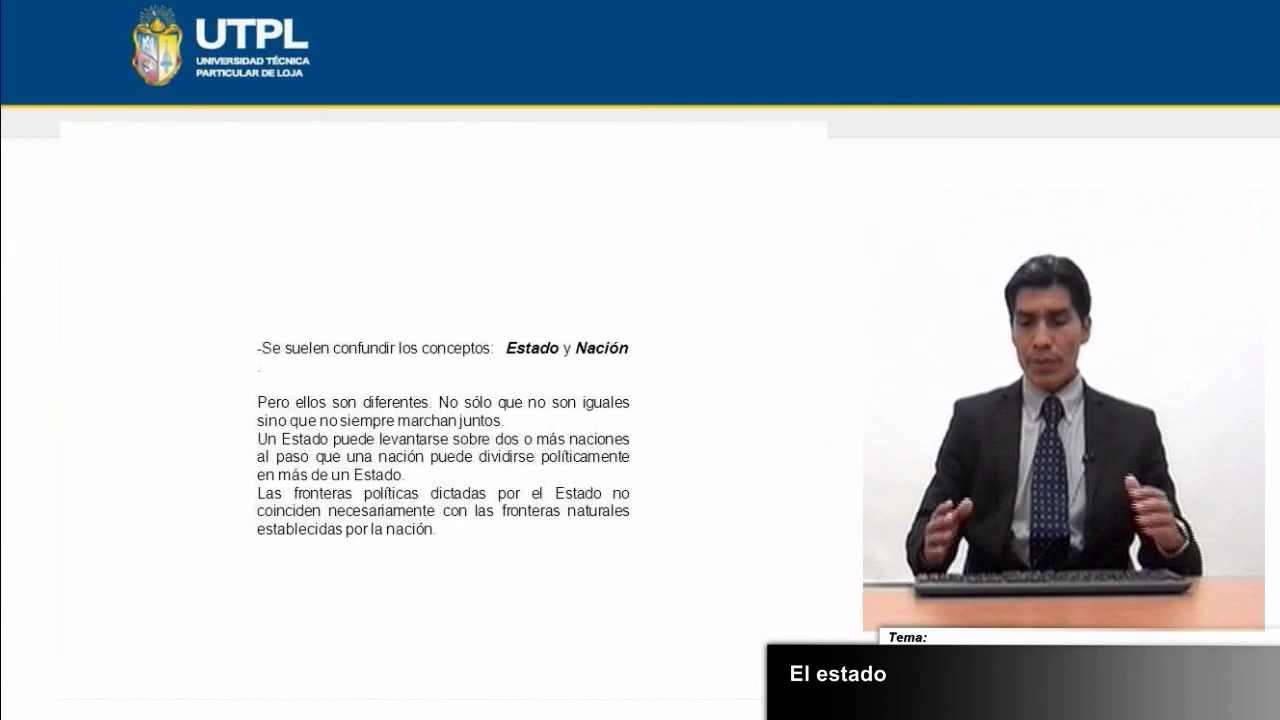 UTPL
UNIVERSIDAD TÉCNICA
PARTICULAR DE LOJA
-Se suelen confundir los conceptos: Estado y Nación
.
Pero ellos son diferentes. No sólo que no son iguales
sino que no siempre marchan juntos.
Un Estado puede levantarse sobre dos o más naciones
al paso que una nación puede dividirse políticamente
en más de un Estado.
Las fronteras políticas dictadas por el Estado no
coinciden necesariamente con las fronteras naturales
establecidas por la nación.
Tema:
El estado